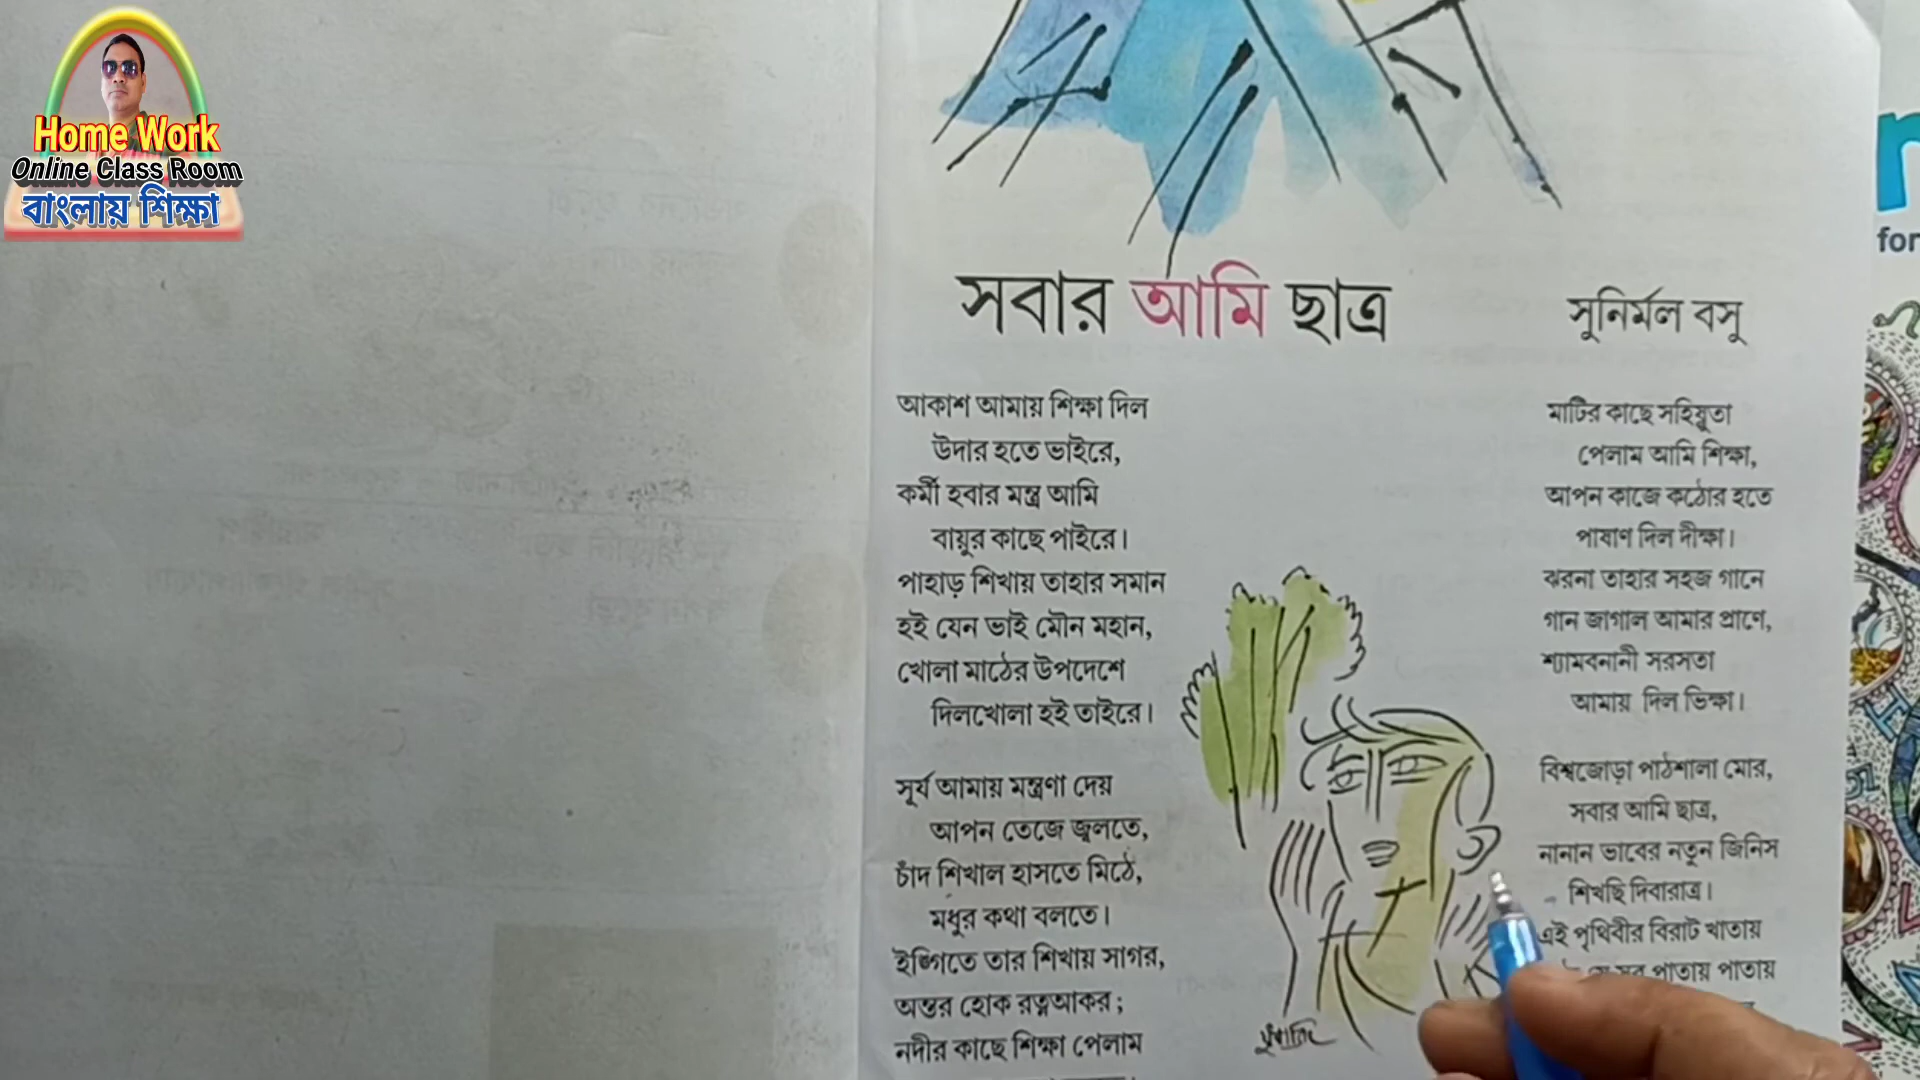 Home Work
Online Class Room
বাংলায় শিক্ষা
সবার আমি ছাত্র
সুনির্মল বসু
আকাশ আমায় শিক্ষা দিল
উদার হতে ভাইরে,
কর্মী হবার মন্ত্র আমি
বায়ুর কাছে পাইরে।
পাহাড় শিখায় তাহার সমান
হই যেন ভাই মৌন মহান,
খোলা মাঠের উপদেশে
দিলখোলা হই তাইরে।
সূর্য আমায় মন্ত্রণা দেয়
আপন তেজে জ্বলতে,
চাঁদ শিখাল হাসতে মিঠে,
মধুর কথা বলতে।
ইঙ্গিতে তার শিখায় সাগর,
অন্তর হোক রত্নআকর;
নদীর কাছে শিক্ষা পেলাম
মাটির কাছে সহিষ্ণুতা
পেলাম আমি শিক্ষা,
আপন কাজে কঠোর হতে
পাষাণ দিল দীক্ষা।
ঝরনা তাহার সহজ গানে
গান জাগাল আমার প্রাণে,
শ্যামবনানী সরসতা
আমায় দিল ভিক্ষা।
বিশ্বজোড়া পাঠশালা মোর,
সবার আমি ছাত্র,
নানান ভাবের নতুন জিনিস
শিখছি দিবারাত্র।
এই পৃথিবীর বিরাট খাতায়
সব পাতায় পাতায়
for